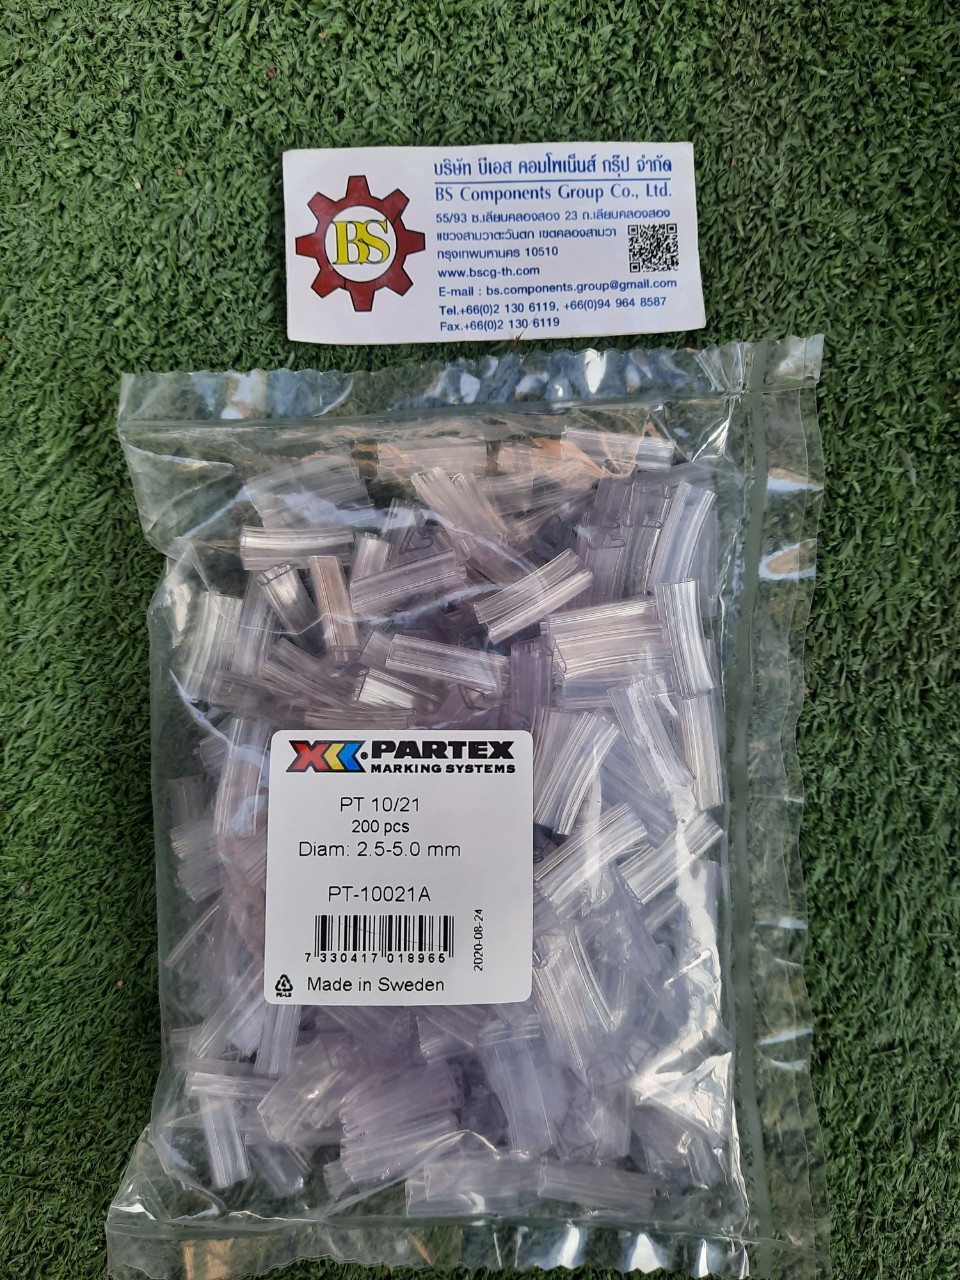 BS
บริษัท บีเอส คอมโพเน็นส์ กรุ๊ป จำกัด
BS Components Group Co., Ltd.
55/93 ซ.เลียบคลองสอง 23 ถ.เลียบคลองสอง
แขวงสามวาตะวันตก เขตคลองสามวา
กรุงเทพมหานคร 10510
www.bscg-th.com
E-mail : bs.components.group@gmail.com
Tel.+66(0)2 130 6119, +66(0)94 964 8587
Fax.+66(0)2 130 6119
PARTEX
MARKING SYSTEMS
PT 10/21
200 pcs
Diam: 2.5-5.0 mm
PT-10021A
7 330417 018965
2020-08-24
Made in Sweden